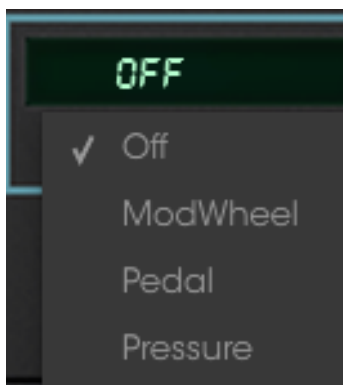 OFF
Off
ModWheel
Pedal
Pressure